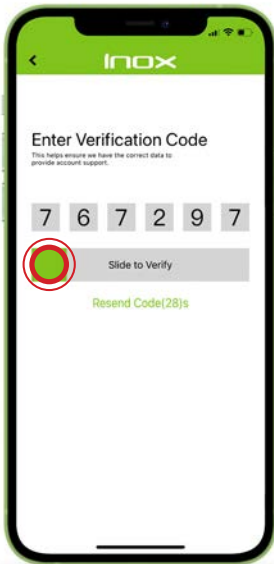 INOX
Enter Verification Code
This helps ensure we have the correct data to
provide account support.
7 6 7 2 9 7
Slide to Verify
Resend Code(28)s